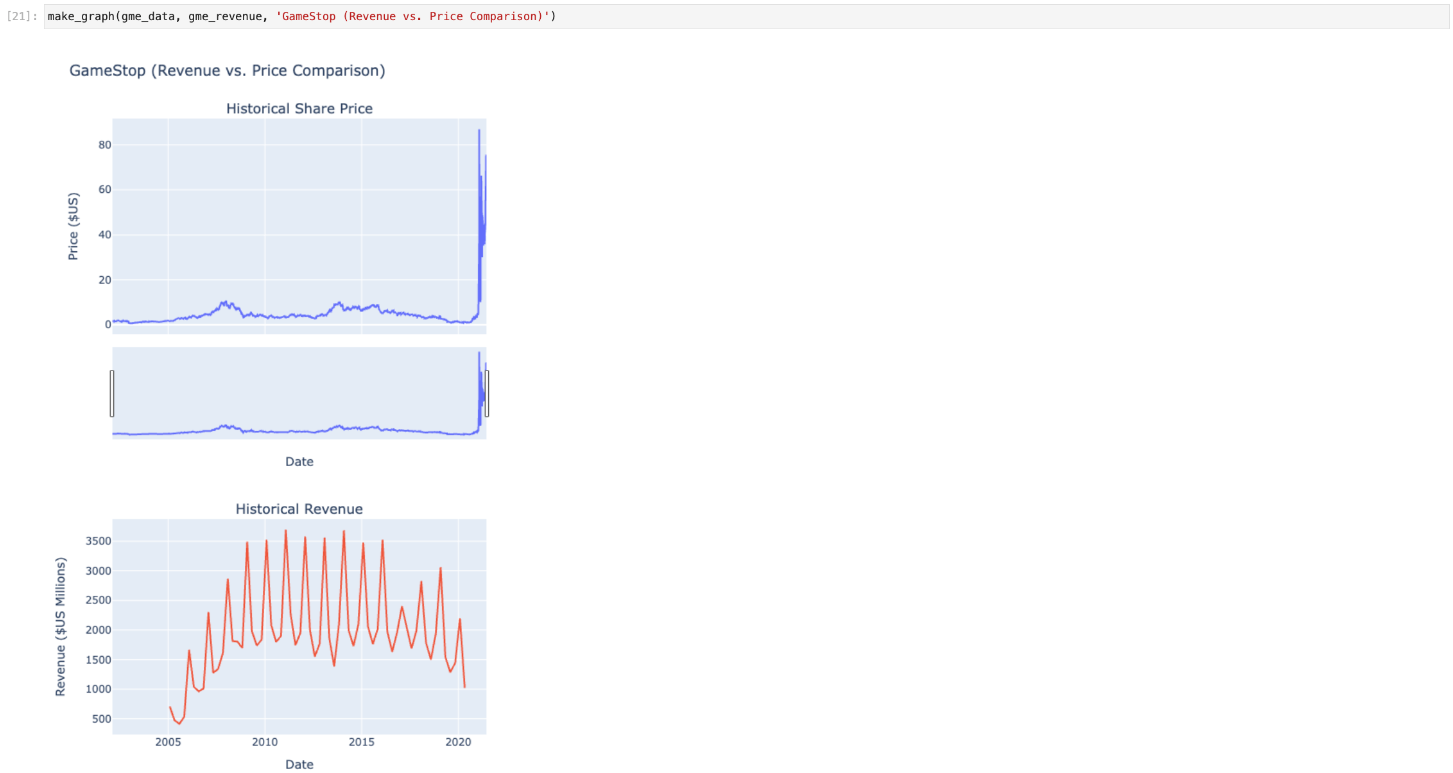 [21]: make_graph(gme_data, gme_revenue, 'GameStop (Revenue vs. Price Comparison)')
GameStop (Revenue vs. Price Comparison)
Historical Share Price
80
60
40
20
0
Price ($US)
Date
Historical Revenue
3500
3000
2500
2000
1500
1000
500
Revenue ($US Millions)
2005 2010 2015 2020
Date